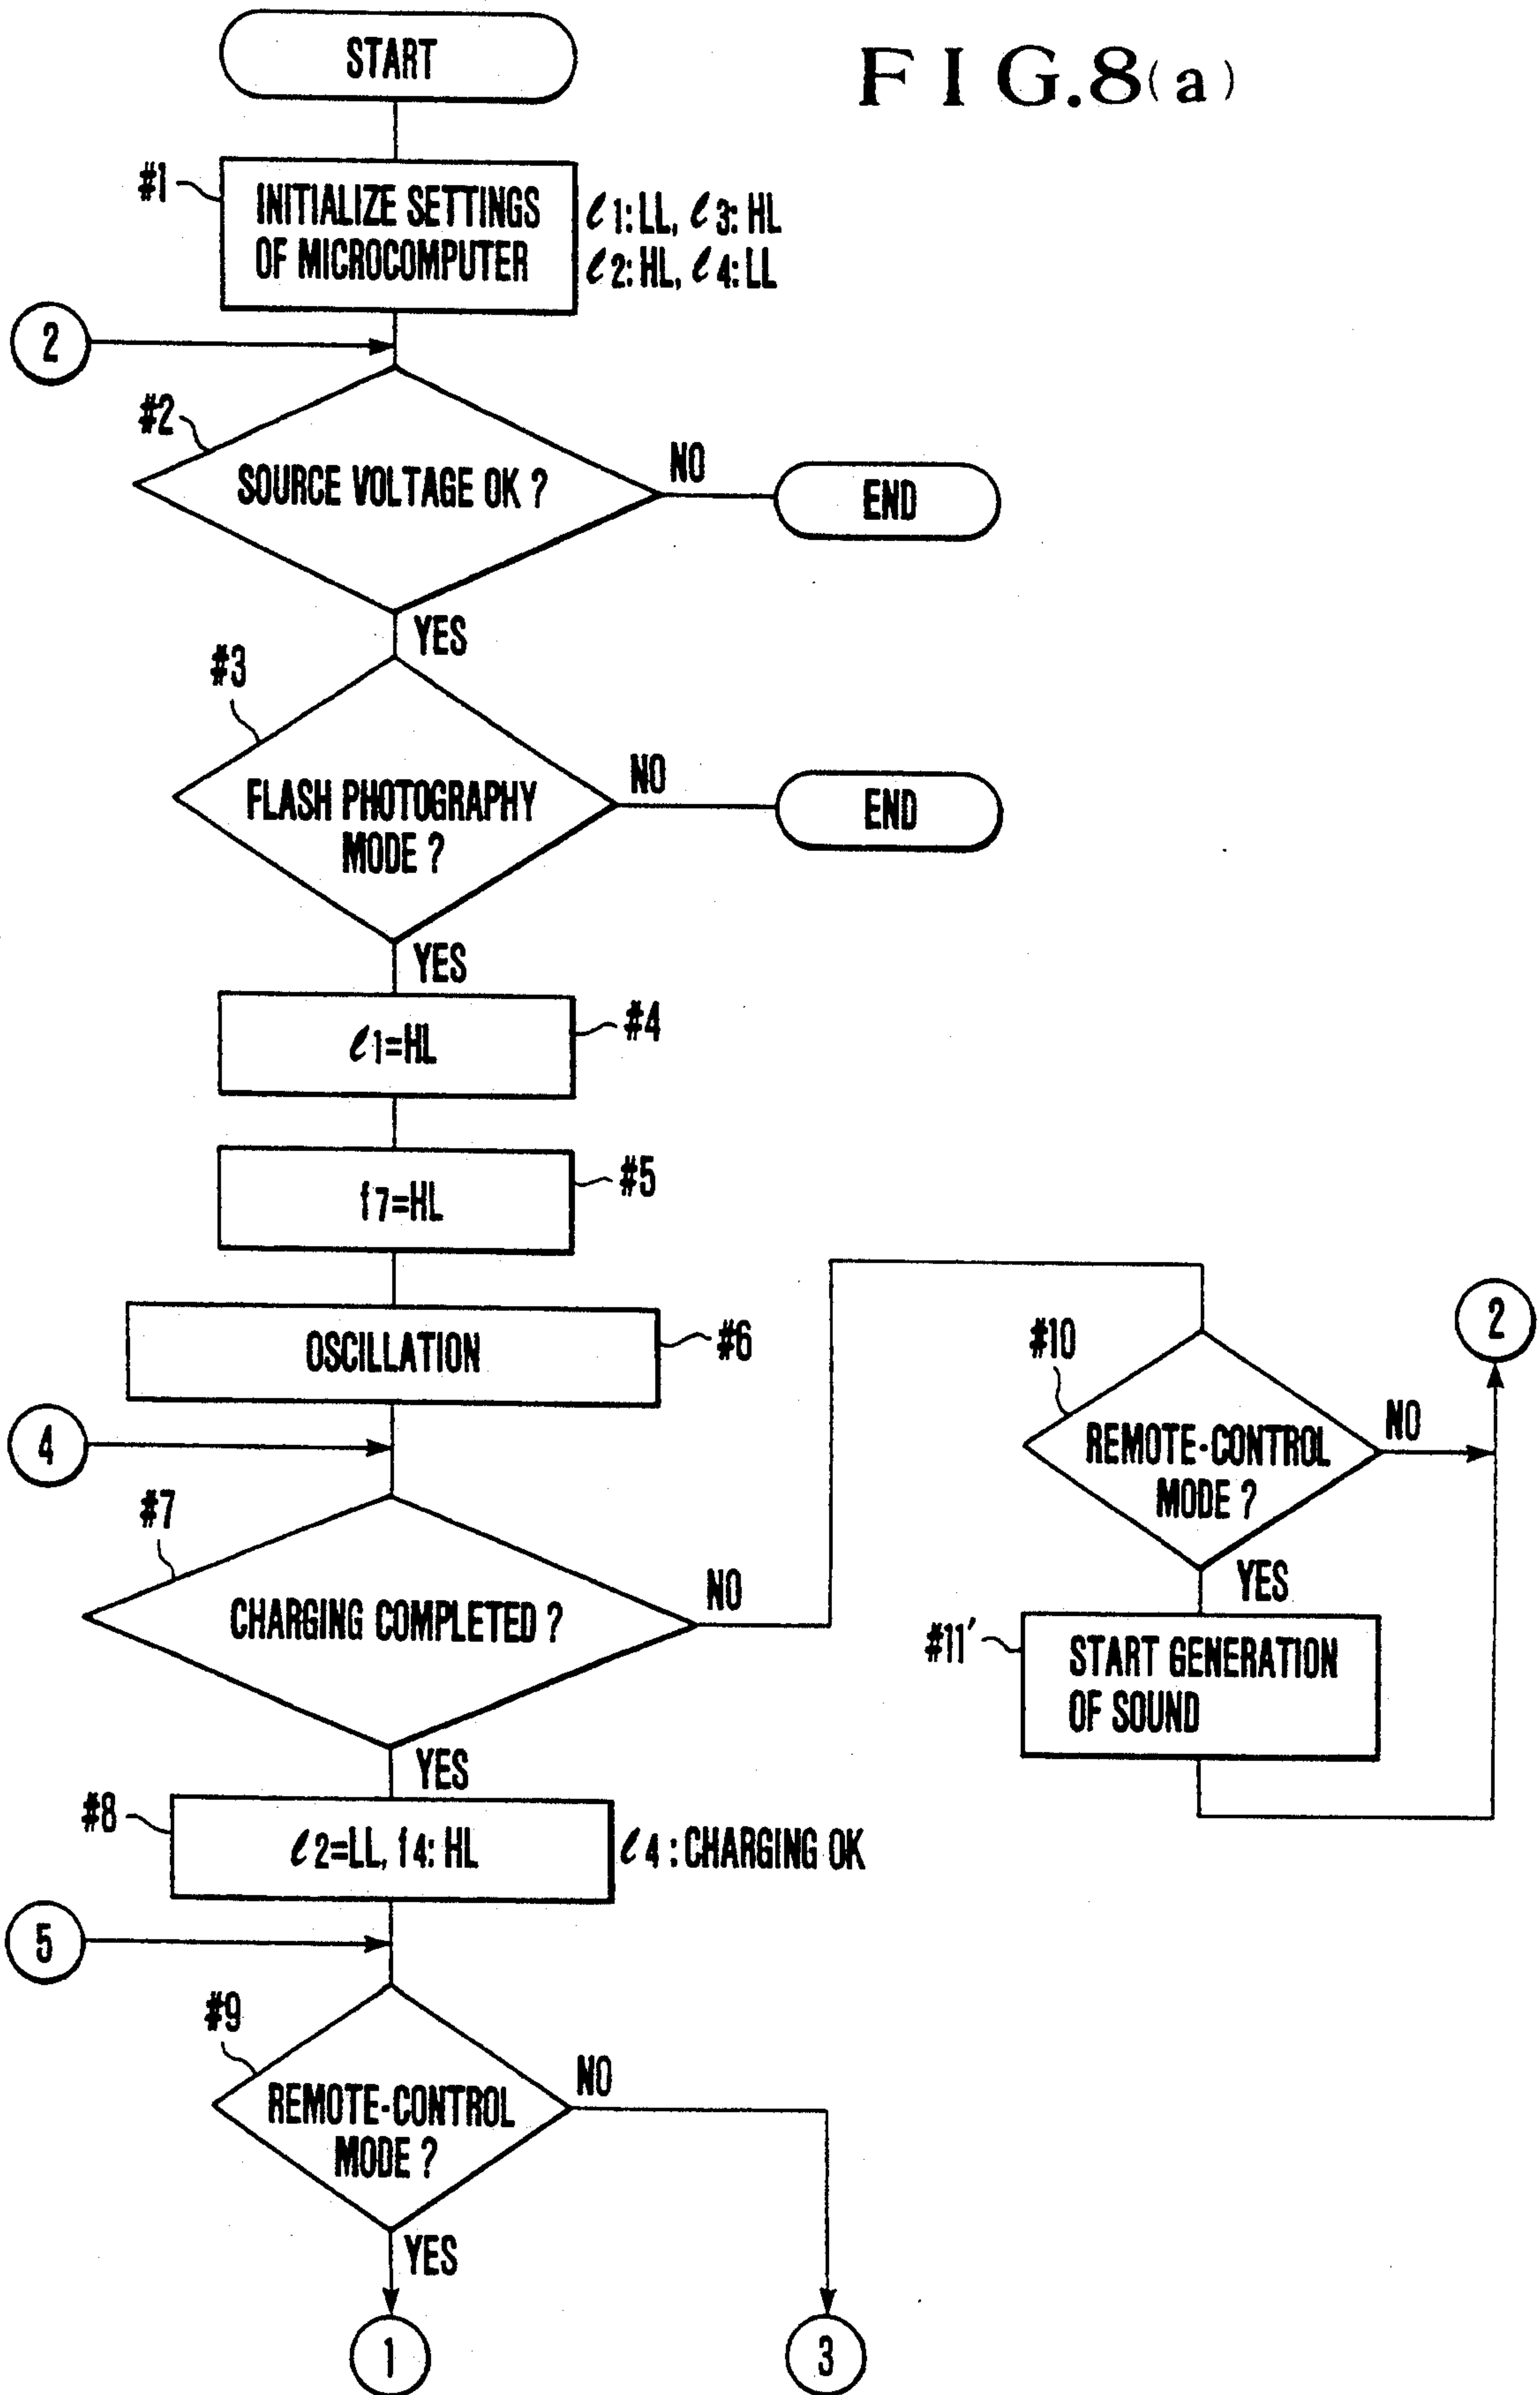 FIG.8(a)
START
#1
INITIALIZE SETTINGS
OF MICROCOMPUTER
ℓ1: LL, ℓ3: HL
ℓ2: HL, ℓ4: LL
2
#2
SOURCE VOLTAGE OK ?
NO
END
YES
#3
FLASH PHOTOGRAPHY
MODE ?
NO
END
YES
ℓ1=HL
#4
f7=HL
#5
OSCILLATION
#6
4
#7
CHARGING COMPLETED ?
NO
#10
REMOTE-CONTROL
MODE ?
NO
2
YES
#11′
START GENERATION
OF SOUND
YES
#8
ℓ2=LL, f4: HL
ℓ4 : CHARGING OK
5
#9
REMOTE-CONTROL
MODE ?
NO
YES
1
3